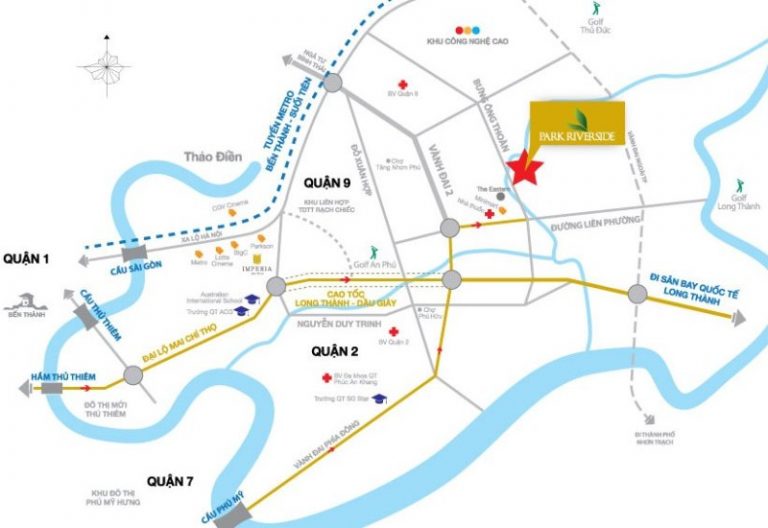 Golf
Thủ Đức
KHU CÔNG NGHỆ CAO
NGÃ TƯ
BÌNH THÁI
TUYẾN METRO
BẾN THÀNH - SUỐI TIÊN
BV Quận 9
BƯNG ÔNG THOÀN
PARK RIVERSIDE
VÀNH ĐAI NGOÀI TP
Thảo Điền
ĐỖ XUÂN HỢP
Chợ
Tăng Nhơn Phú
VÀNH ĐAI 2
QUẬN 9
KHU LIÊN HỢP
TDTT RẠCH CHIẾC
The Eastern
Minimart
Nhà thuốc
Golf
Long Thành
CGV Cinema
XA LỘ HÀ NỘI
ĐƯỜNG LIÊN PHƯỜNG
QUẬN 1
CẦU SÀI GÒN
Metro
Lotte
Cinema
BigC
Parkson
IMPERIA
Golf An Phú
ĐI SÂN BAY QUỐC TẾ
LONG THÀNH
BẾN THÀNH
CẦU THỦ THIÊM
Australian
International School
Trường QT ACG
CAO TỐC
LONG THÀNH - DẦU GIÂY
Chợ
Phú Hữu
NGUYỄN DUY TRINH
ĐẠI LỘ MAI CHÍ THỌ
QUẬN 2
BV Quận 2
HẦM THỦ THIÊM
BV Đa khoa QT
Phúc An Khang
Trường QT SG Star
ĐÔ THỊ MỚI
THỦ THIÊM
VÀNH ĐAI PHÍA ĐÔNG
ĐI THÀNH PHỐ
NHƠN TRẠCH
QUẬN 7
KHU ĐÔ THỊ
PHÚ MỸ HƯNG
CẦU PHÚ MỸ